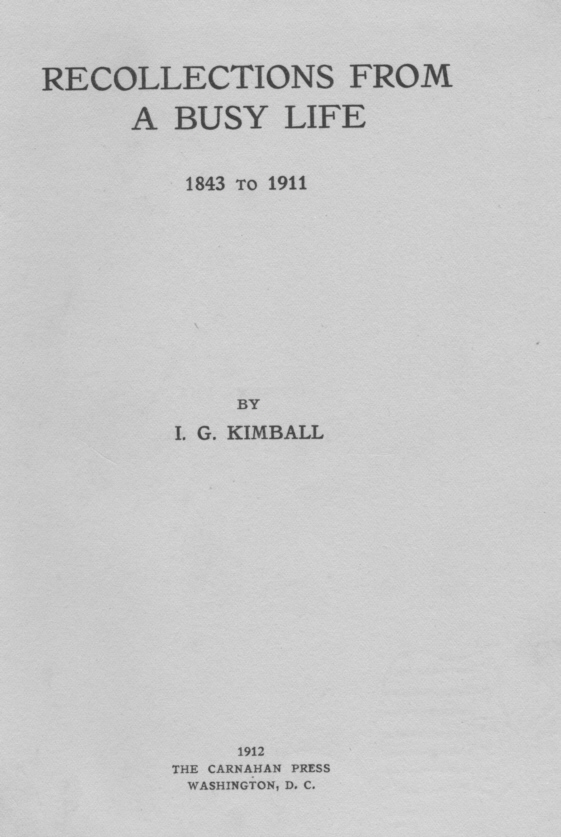 RECOLLECTIONS FROM
A BUSY LIFE
1843 TO 1911
BY
I. G. KIMBALL
1912
THE CARNAHAN PRESS
WASHINGTON, D. C.